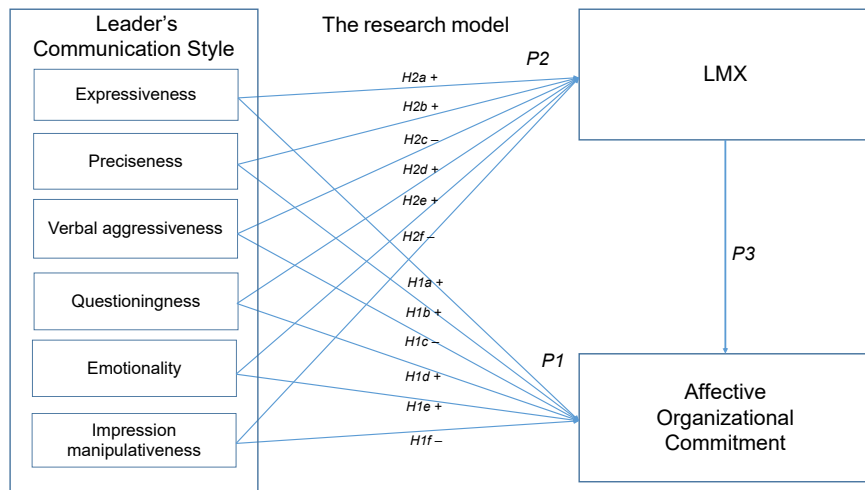 Leader's
Communication Style
The research model
Expressiveness
Preciseness
Verbal aggressiveness
Questioningness
Emotionality
Impression
manipulativeness
H2a +
H2b +
H2c –
H2d +
H2e +
H2f –
H1a +
H1b +
H1c –
H1d +
H1e +
H1f –
P2
LMX
P3
P1
Affective
Organizational
Commitment